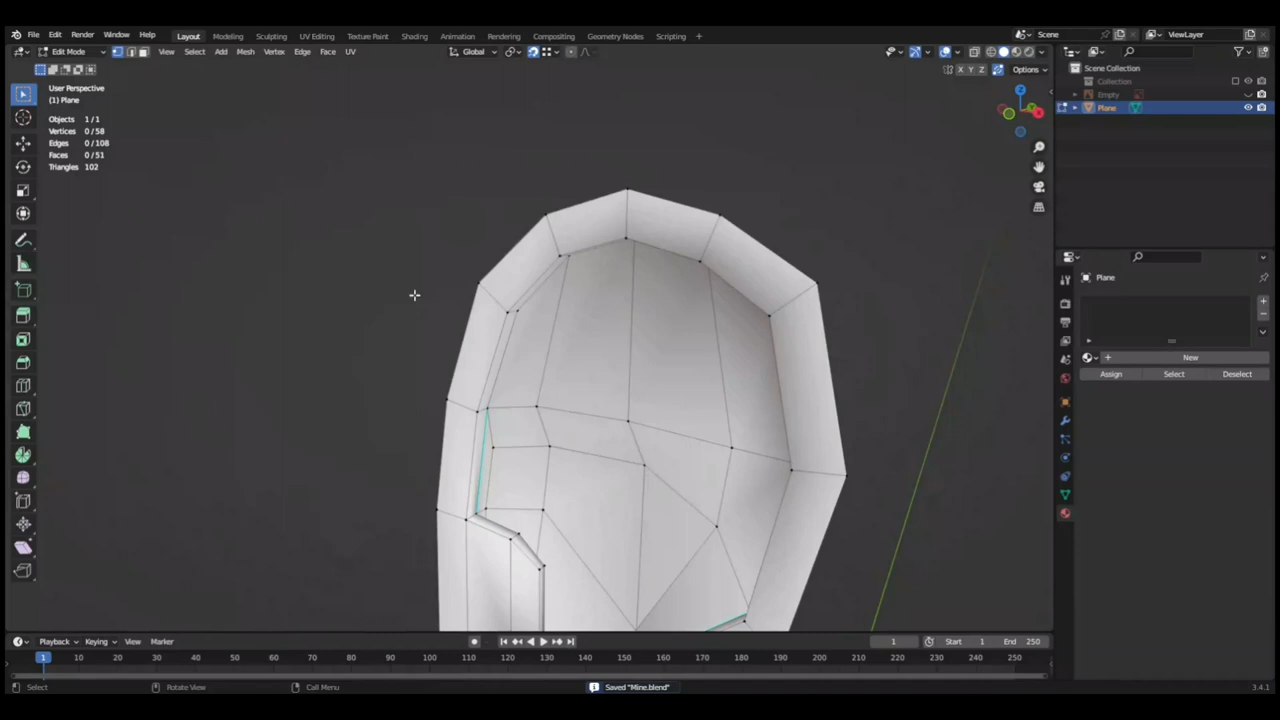 File Edit Render Window Help Layout Modeling Sculpting UV Editing Texture Paint Shading Animation Rendering Compositing Geometry Nodes Scripting + Scene ViewLayer
Edit Mode View Select Add Mesh Vertex Edge Face UV Global
X Y Z Options
User Perspective
(1) Plane
Objects 1/1
Vertices 0/58
Edges 0/108
Faces 0/51
Triangles 102
Z
X
Scene Collection
Collection
Empty
Plane
Plane
New
Assign Select Deselect
Playback Keying View Marker 1 Start 1 End 250
1 10 20 30 40 50 60 70 80 90 100 110 120 130 140 150 160 170 180 190 200 210 220 230 240 250
Select Rotate View Call Menu Saved "Mine.blend" 3.4.1